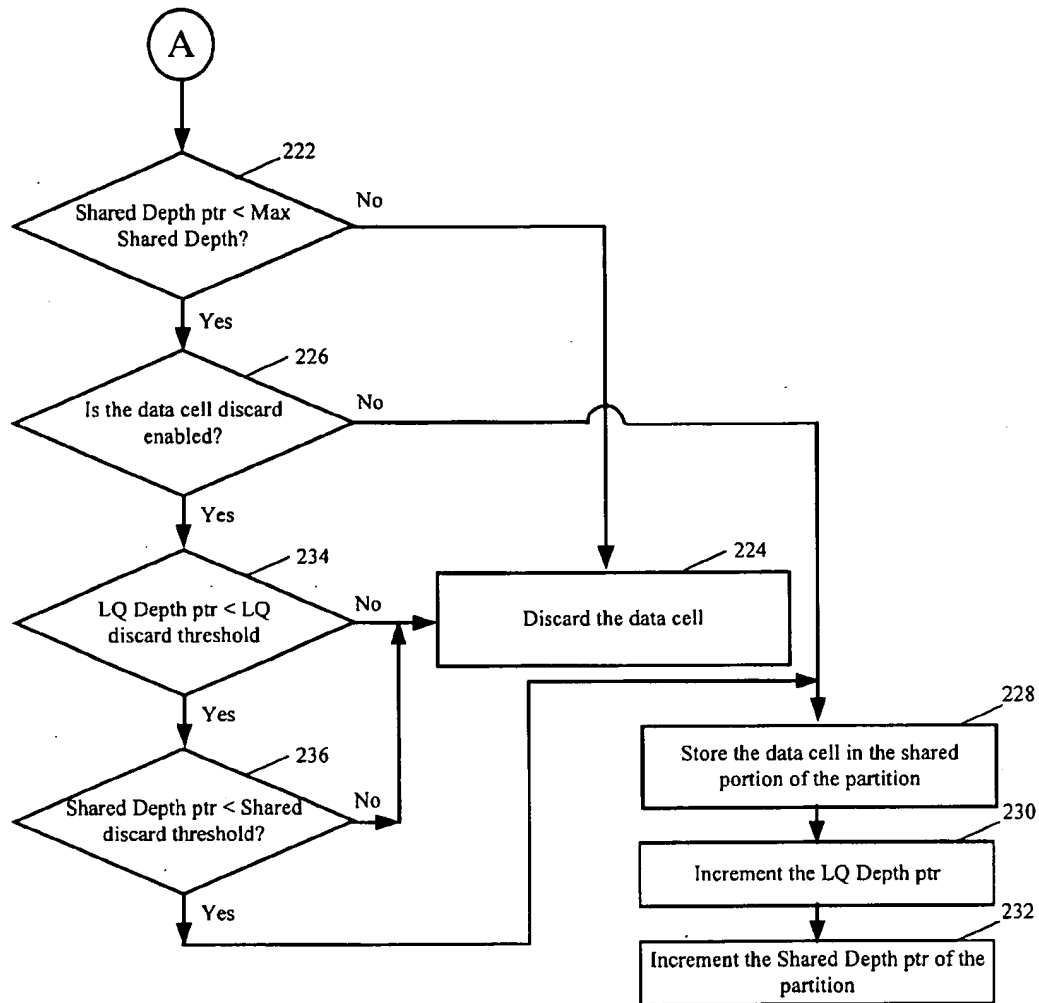 A
222
Shared Depth ptr < Max
Shared Depth?
No
Yes
226
Is the data cell discard
enabled?
No
Yes
234
LQ Depth ptr < LQ
discard threshold
No
224
Discard the data cell
Yes
236
Shared Depth ptr < Shared
discard threshold?
No
Yes
228
Store the data cell in the shared
portion of the partition
230
Increment the LQ Depth ptr
232
Increment the Shared Depth ptr of the
partition